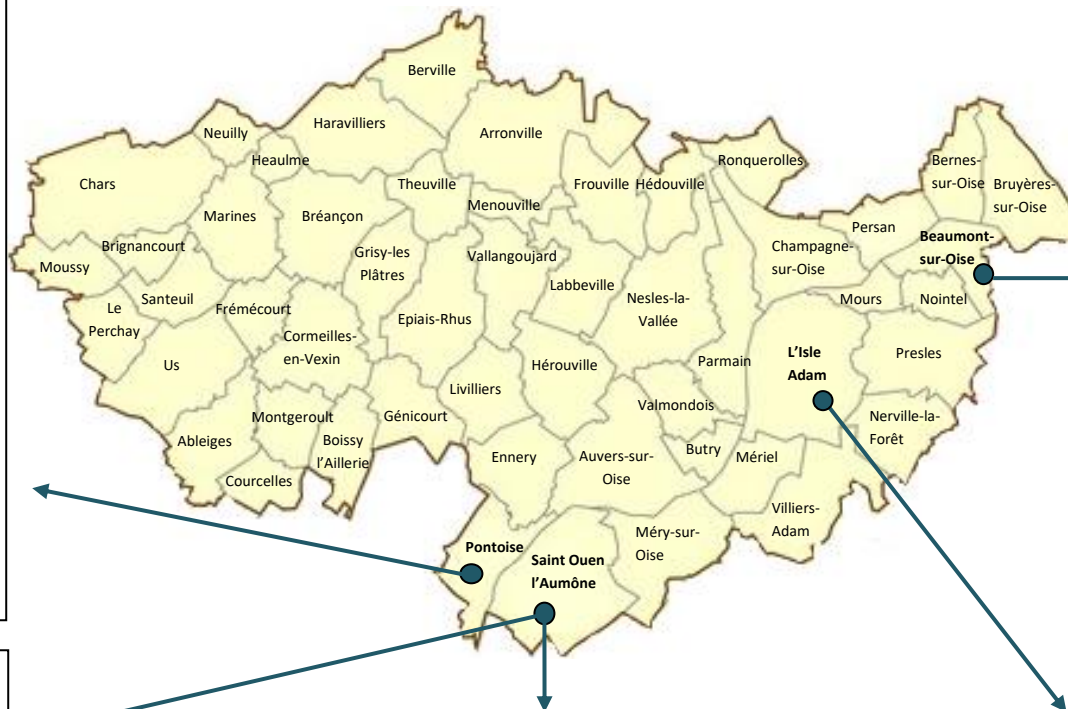 Berville
Neuilly
Haravilliers
Arronville
Heaulme
Ronquerolles
Chars
Theuville
Frouville
Hédouville
Bernes-
sur-Oise
Bruyères-
sur-Oise
Marines
Bréançon
Menouville
Persan
Brignancourt
Grisy-les
Plâtres
Vallangoujard
Champagne-
sur-Oise
Beaumont-
sur-Oise
Moussy
Labbeville
Nesles-la-
Vallée
Mours
Nointel
Le
Perchay
Santeuil
Frémécourt
Epiais-Rhus
Cormeilles-
en-Vexin
Us
Hérouville
Parmain
L'Isle
Adam
Presles
Livilliers
Valmondois
Montgeroult
Génicourt
Nerville-la-
Forêt
Ableiges
Boissy
l'Aillerie
Ennery
Auvers-sur-
Oise
Butry
Mériel
Courcelles
Villiers-
Adam
Méry-sur-
Oise
Pontoise
Saint Ouen
l'Aumône